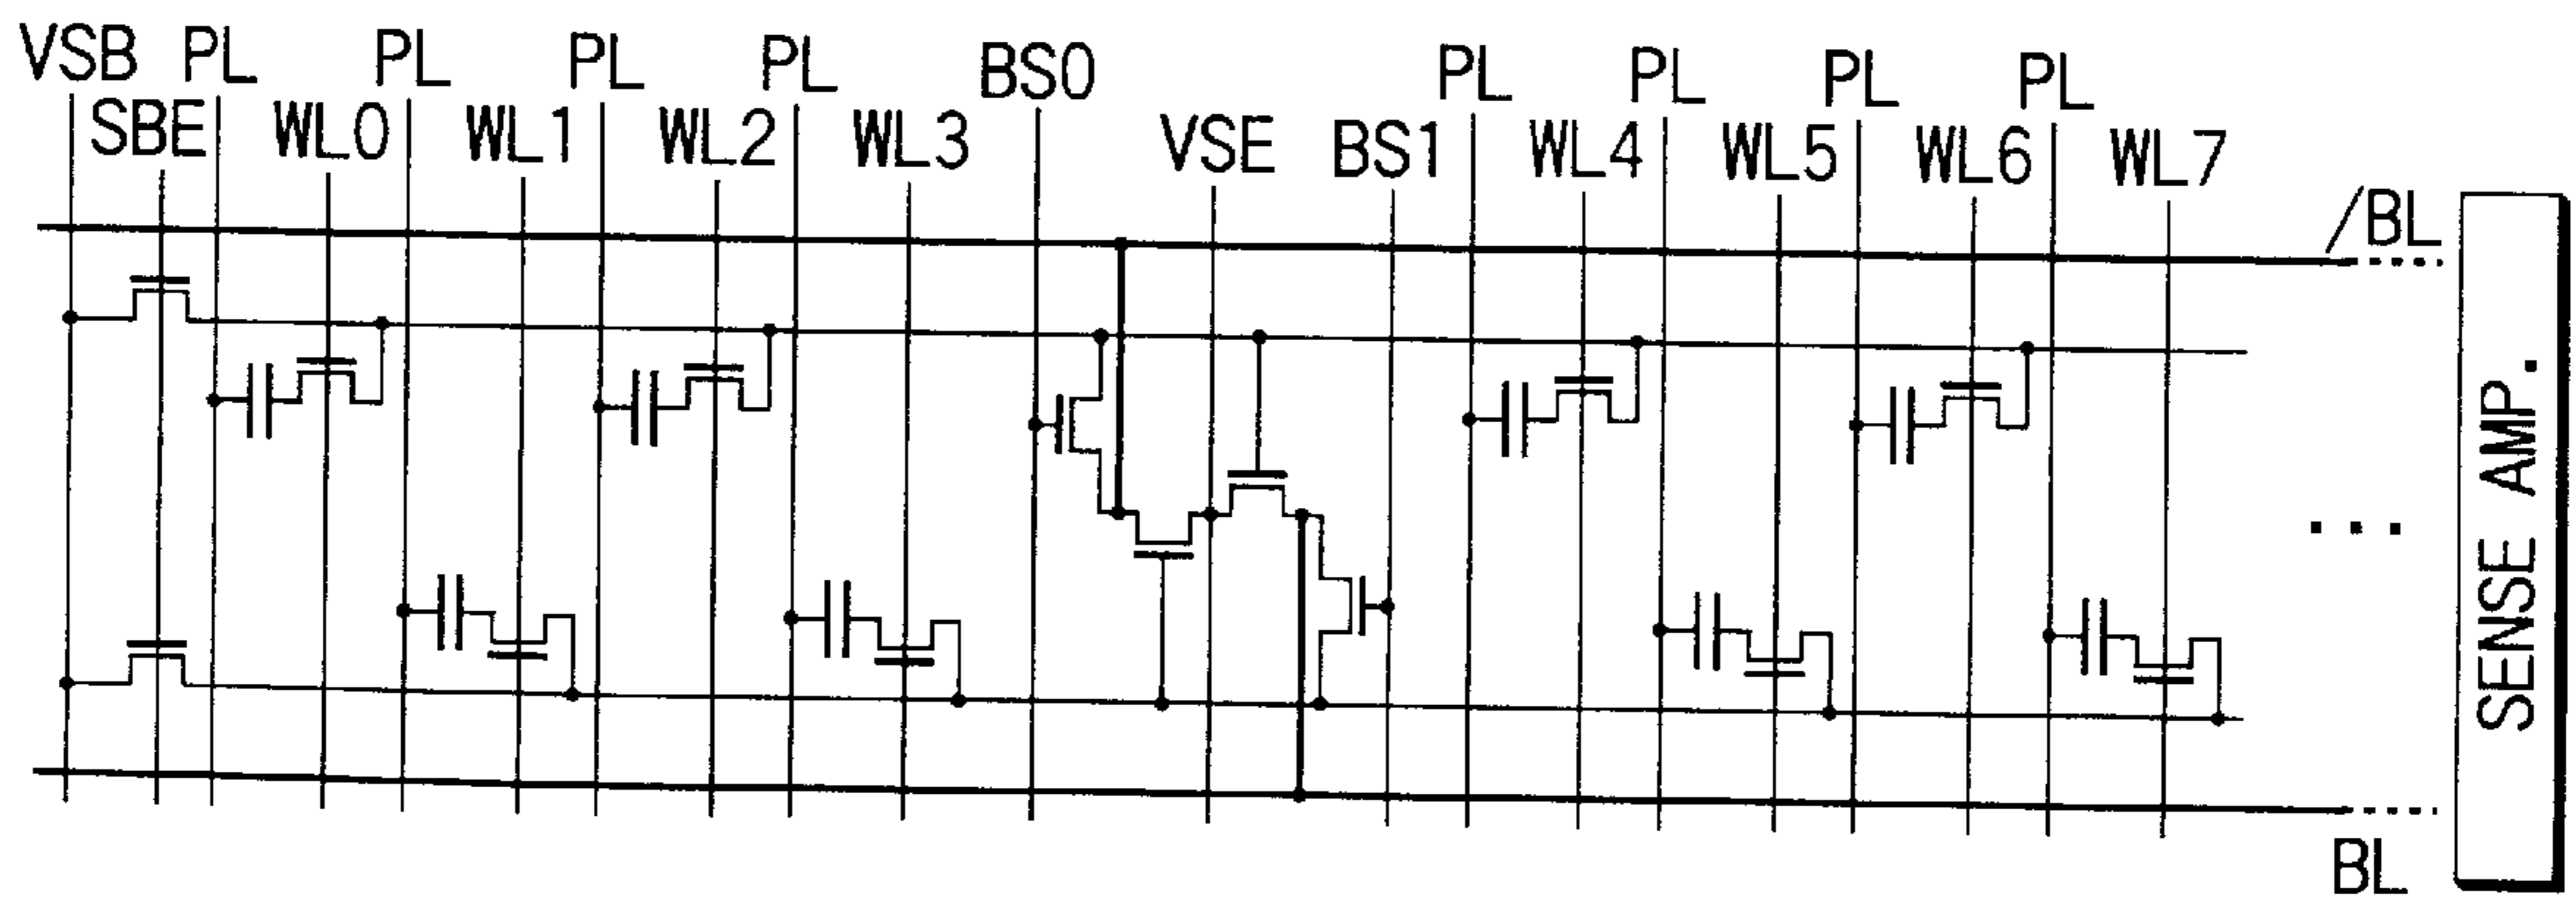 VSB PL PL PL PL BS0 PL PL PL PL
SBE WL0 WL1 WL2 WL3 VSE BS1 WL4 WL5 WL6 WL7
/BL
SENSE AMP.
...
BL